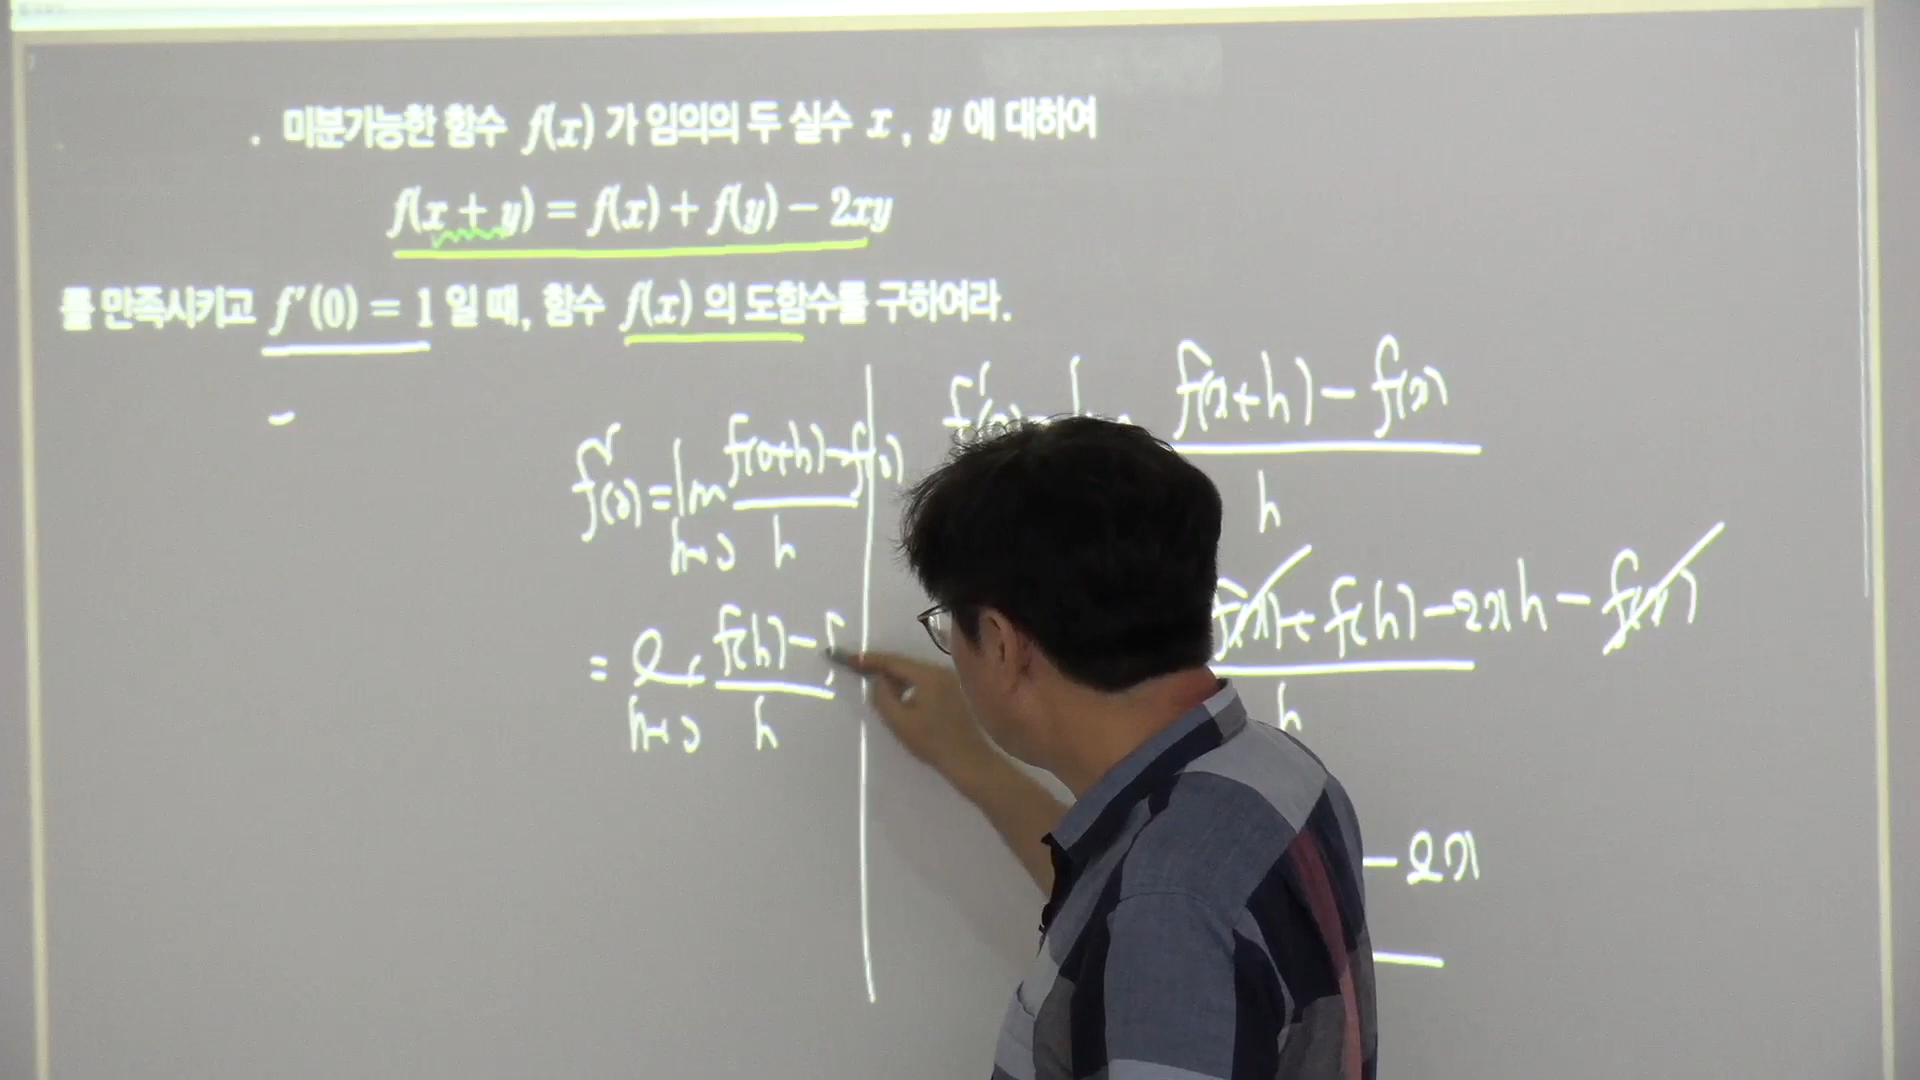 . 미분가능한 함수 f(x) 가 임의의 두 실수 x , y 에 대하여
f(x + y) = f(x) + f(y) − 2xy
를 만족시키고 f′(0) = 1 일 때, 함수 f(x) 의 도함수를 구하여라.
f′(0) = lim h→0 f(0+h) − f(0) / h
= lim h→0 f(h) − f
h
f(x+h) − f(x)
h
f(x) + f(h) − 2xh − f(x)
h
− 2x